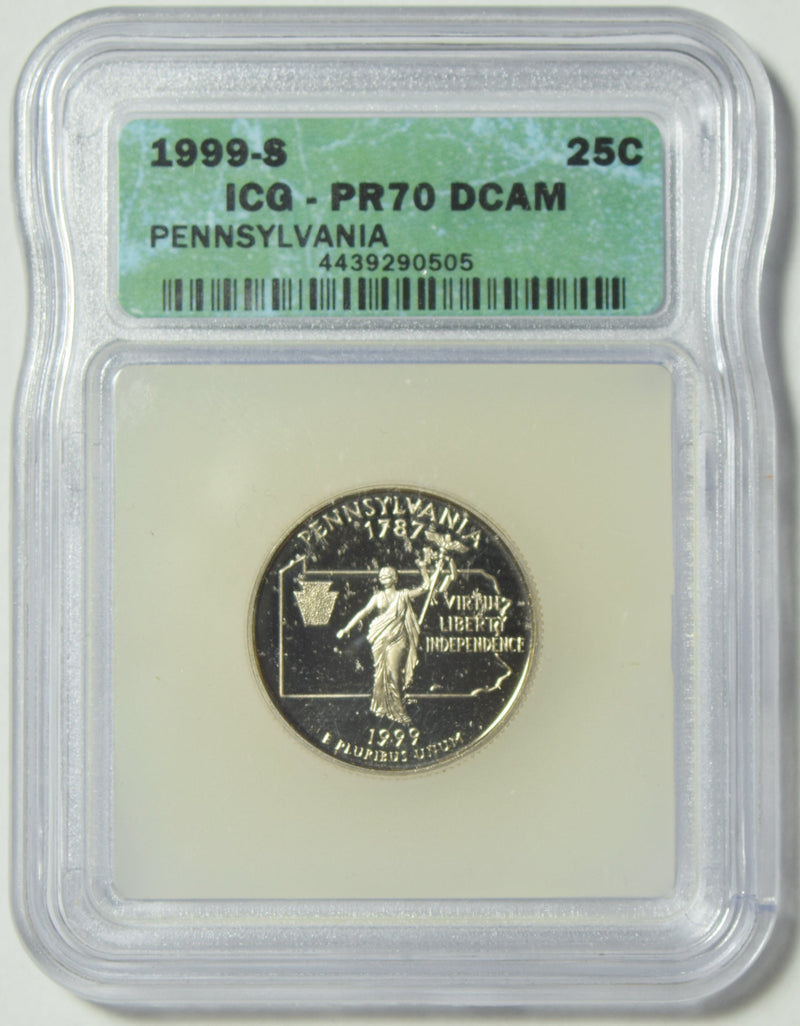 1999-S 25C
ICG - PR70 DCAM
PENNSYLVANIA
4439290505
PENNSYLVANIA
1787
VIRTUE
LIBERTY
INDEPENDENCE
1999
E PLURIBUS UNUM